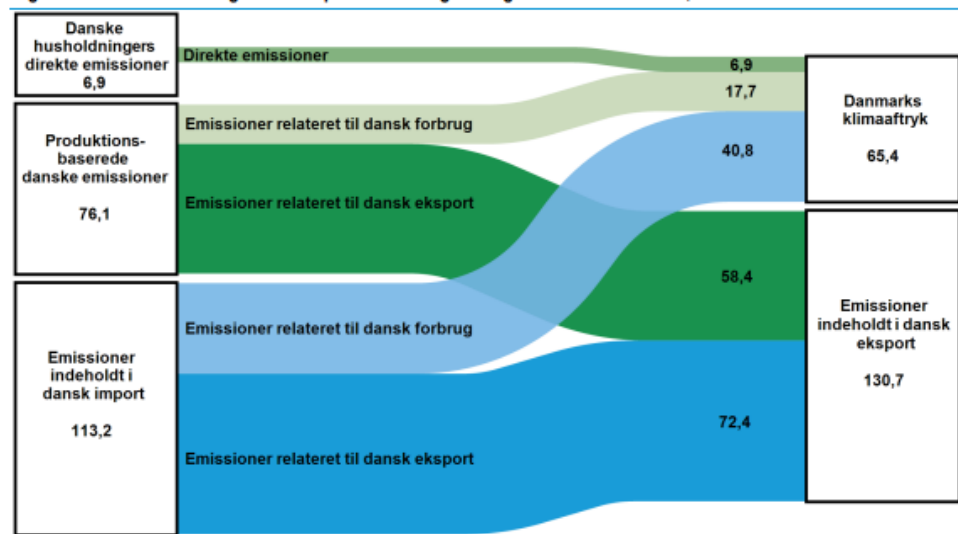 Danske
husholdningers
direkte emissioner
6,9
Direkte emissioner
6,9
17,7
Danmarks
klimaaftryk
65,4
Produktions-
baserede
danske emissioner
76,1
Emissioner relateret til dansk forbrug
40,8
Emissioner relateret til dansk eksport
58,4
Emissioner
indeholdt i dansk
eksport
130,7
Emissioner
indeholdt i
dansk import
113,2
Emissioner relateret til dansk forbrug
72,4
Emissioner relateret til dansk eksport